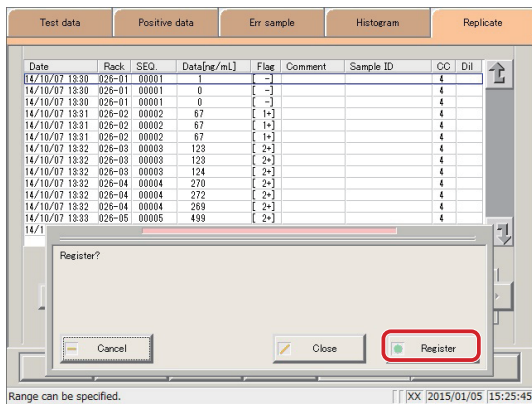 Test data Positive data Err sample Histogram Replicate
Date Rack SEQ. Data[ng/mL] Flag Comment Sample ID CC Dil
14/10/07 13:30 026-01 00001 1 [ -] 4
14/10/07 13:30 026-01 00001 0 [ -] 4
14/10/07 13:30 026-01 00001 0 [ -] 4
14/10/07 13:31 026-02 00002 67 [ 1+] 4
14/10/07 13:31 026-02 00002 67 [ 1+] 4
14/10/07 13:31 026-02 00002 67 [ 1+] 4
14/10/07 13:32 026-03 00003 123 [ 2+] 4
14/10/07 13:32 026-03 00003 123 [ 2+] 4
14/10/07 13:32 026-03 00003 124 [ 2+] 4
14/10/07 13:32 026-04 00004 270 [ 2+] 4
14/10/07 13:32 026-04 00004 272 [ 2+] 4
14/10/07 13:32 026-04 00004 269 [ 2+] 4
14/10/07 13:33 026-05 00005 499 [ 2+] 4
14/1
Register?
Cancel Close Register
Range can be specified. XX 2015/01/05 15:25:45